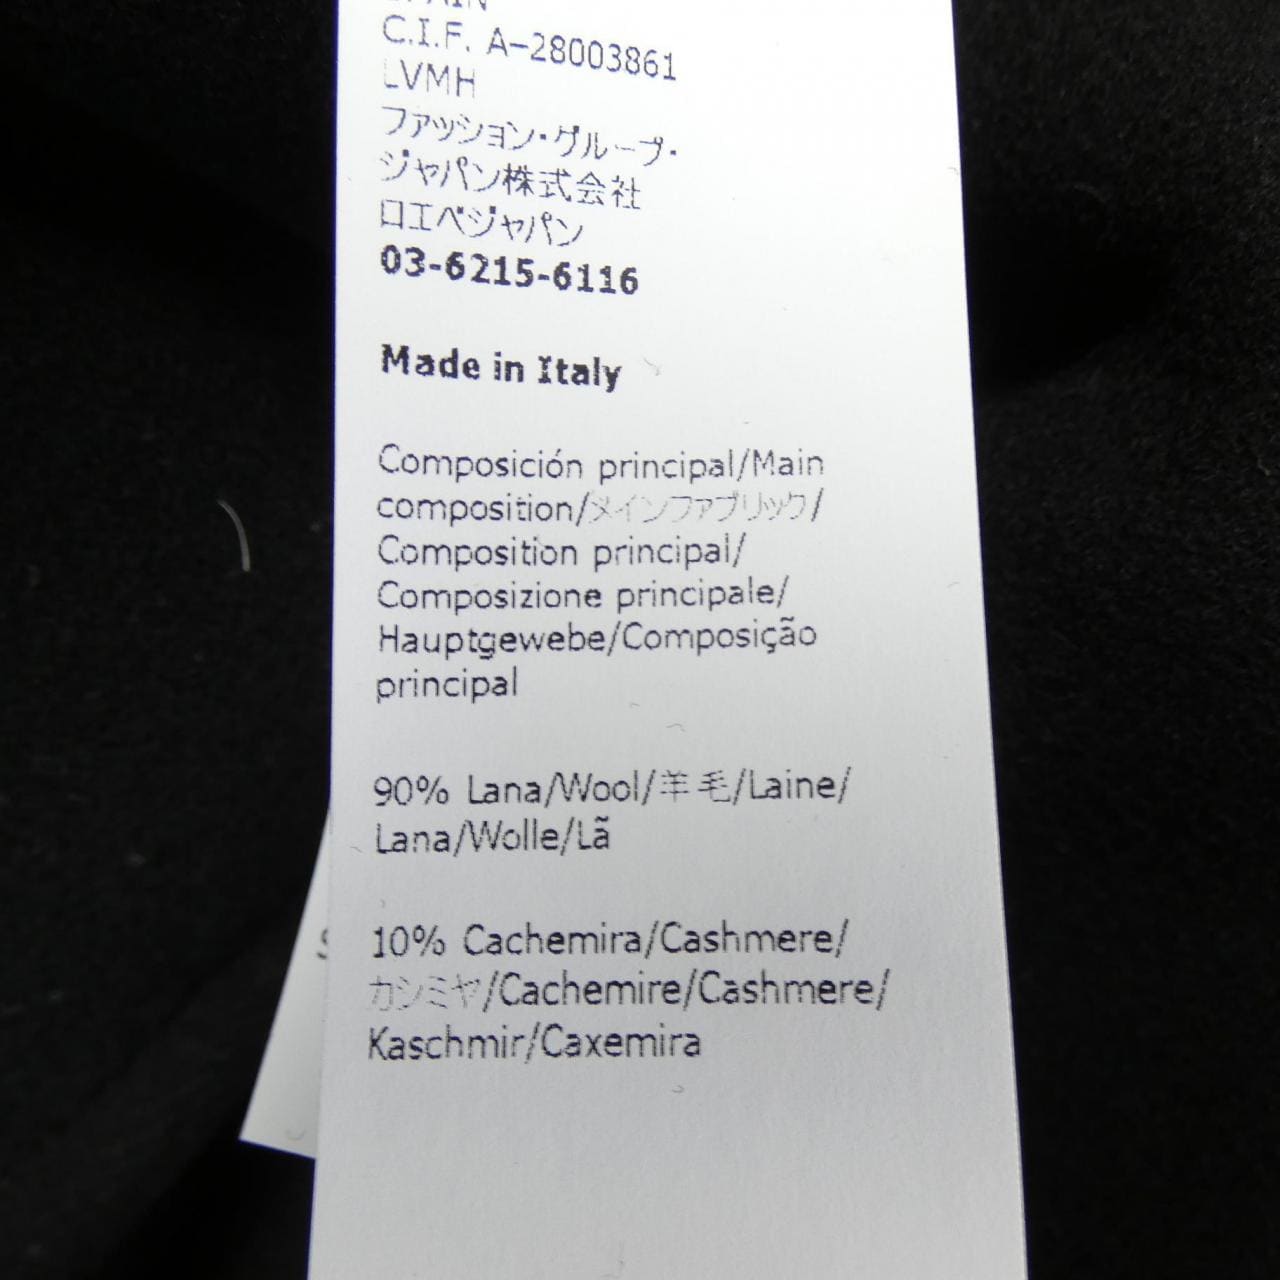 SPAIN
C.I.F. A-28003861
LVMH
ファッション・グループ・
ジャパン株式会社
ロエベジャパン
03-6215-6116
Made in Italy
Composición principal/Main
composition/メインファブリック/
Composition principal/
Composizione principale/
Hauptgewebe/Composição
principal
90% Lana/Wool/羊毛/Laine/
Lana/Wolle/Lã
10% Cachemira/Cashmere/
カシミヤ/Cachemire/Cashmere/
Kaschmir/Caxemira